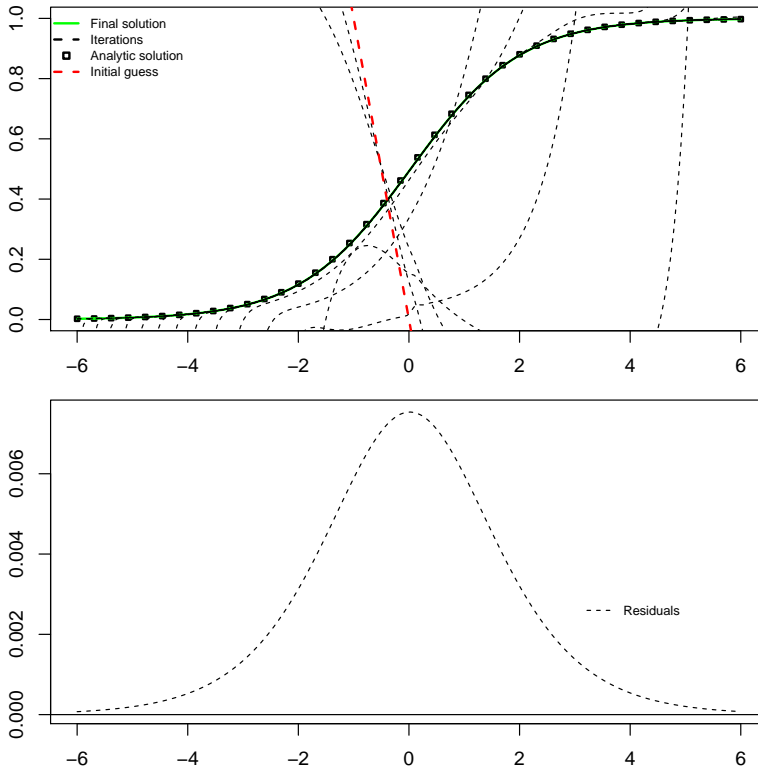 1.0
0.8
0.6
0.4
0.2
0.0
Final solution
Iterations
Analytic solution
Initial guess
−6 −4 −2 0 2 4 6
0.006
0.004
0.002
0.000
Residuals
−6 −4 −2 0 2 4 6